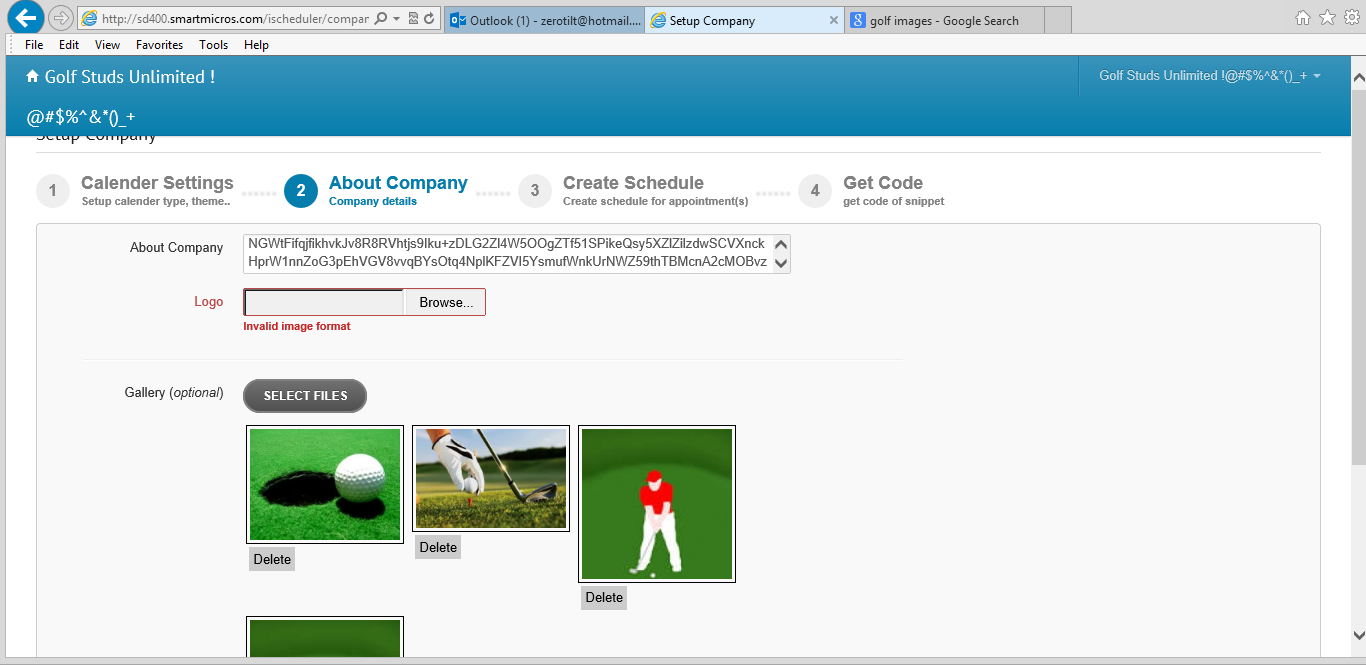 http://sd400.smartmicros.com/ischeduler/compar
Outlook (1) - zerotilt@hotmail....
Setup Company
golf images - Google Search
File Edit View Favorites Tools Help
Golf Studs Unlimited !
@#$%^&*()_+
Golf Studs Unlimited !@#$%^&*()_+
Setup Company
1 Calender Settings
Setup calender type, theme..
2 About Company
Company details
3 Create Schedule
Create schedule for appointment(s)
4 Get Code
get code of snippet
About Company
NGWtFifqjfikhvkJv8R8RVhtjs9Iku+zDLG2ZI4W5OOgZTf51SPikeQsy5XZIZilzdwSCVXnck
HprW1nnZoG3pEhVGV8vvqBYsOtq4NplKFZVI5YsmufWnkUrNWZ59thTBMcnA2cMOBvz
Logo
Browse...
Invalid image format
Gallery (optional)
SELECT FILES
Delete
Delete
Delete